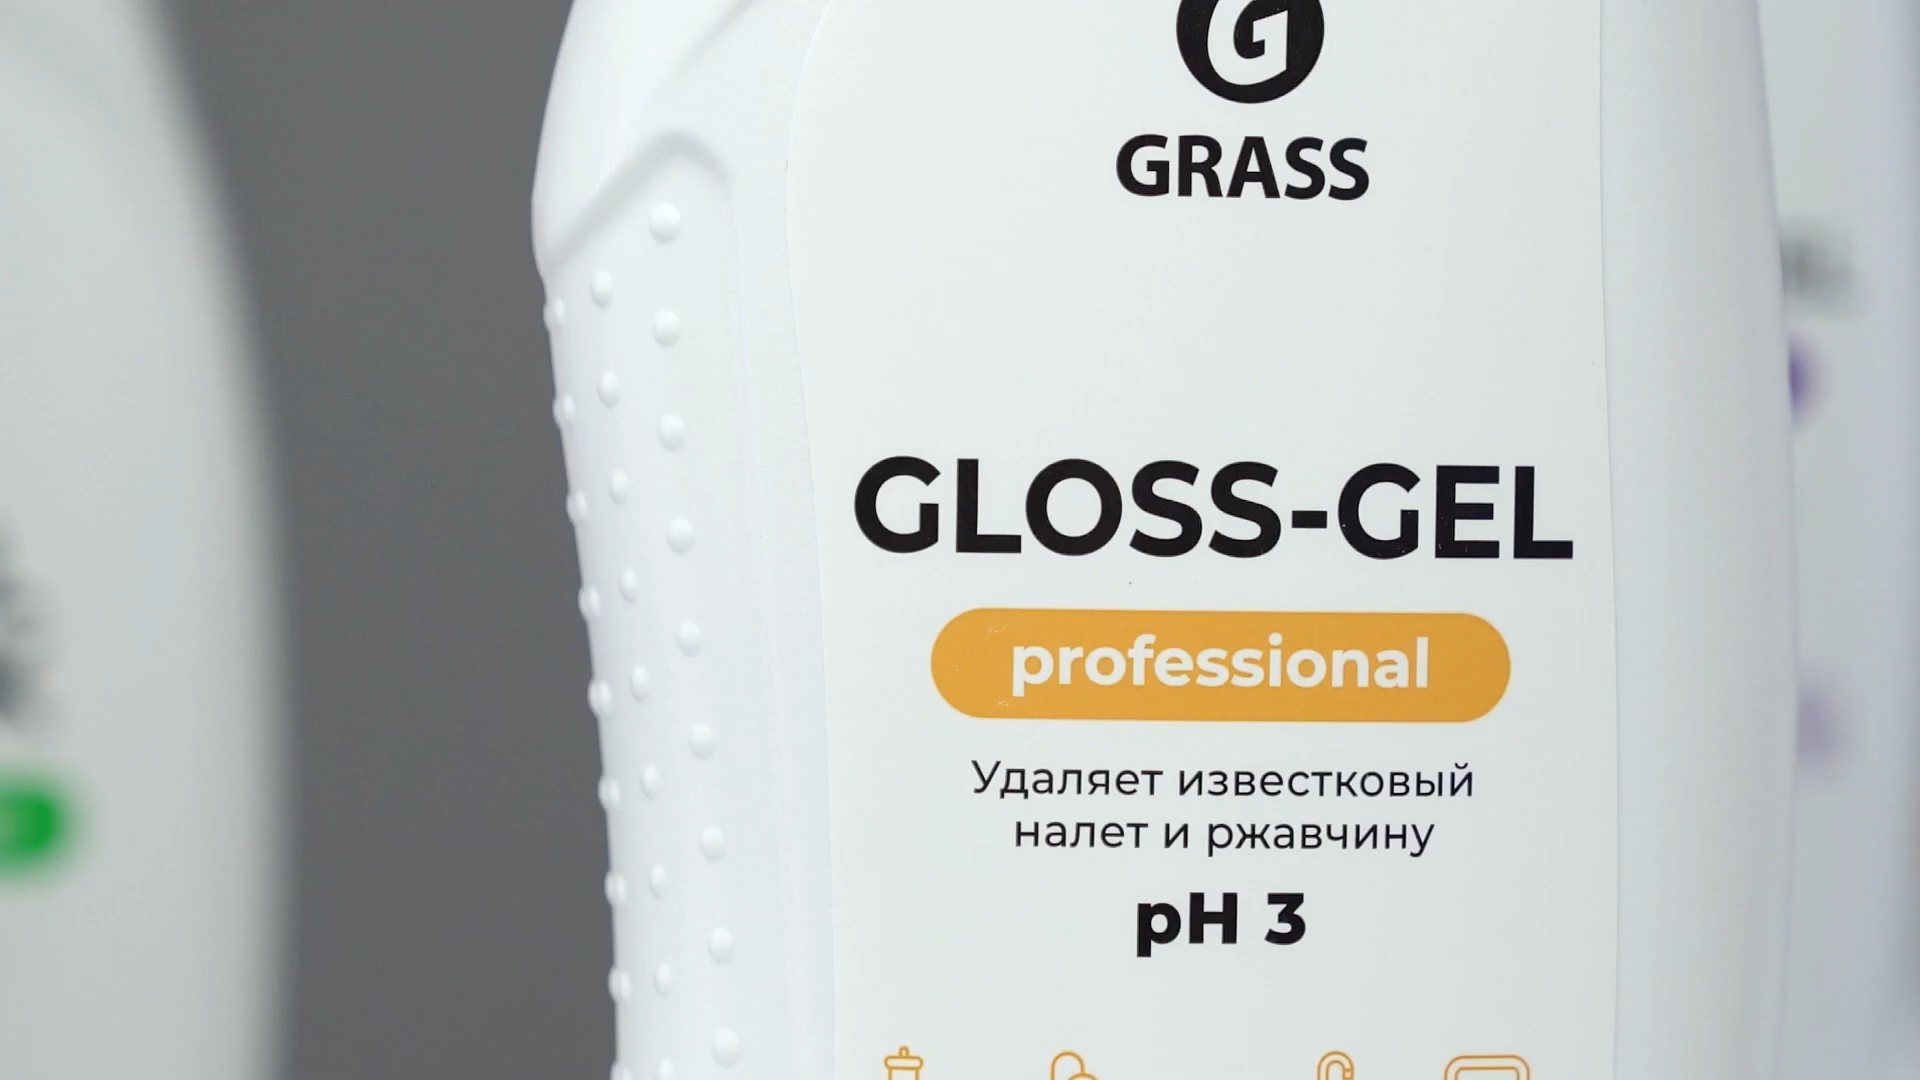 G
GRASS
GLOSS-GEL
professional
Удаляет известковый
налет и ржавчину
pH 3